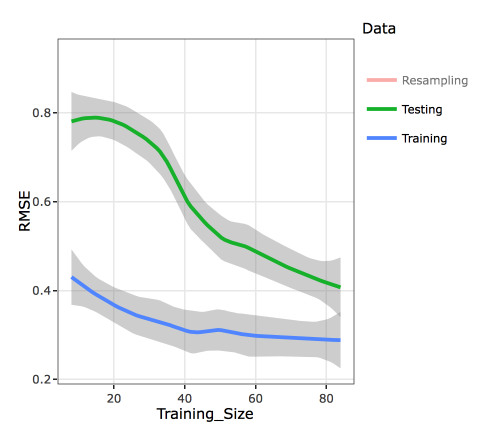 Data
Resampling
Testing
Training
0.8
0.6
0.4
0.2
RMSE
20 40 60 80
Training_Size